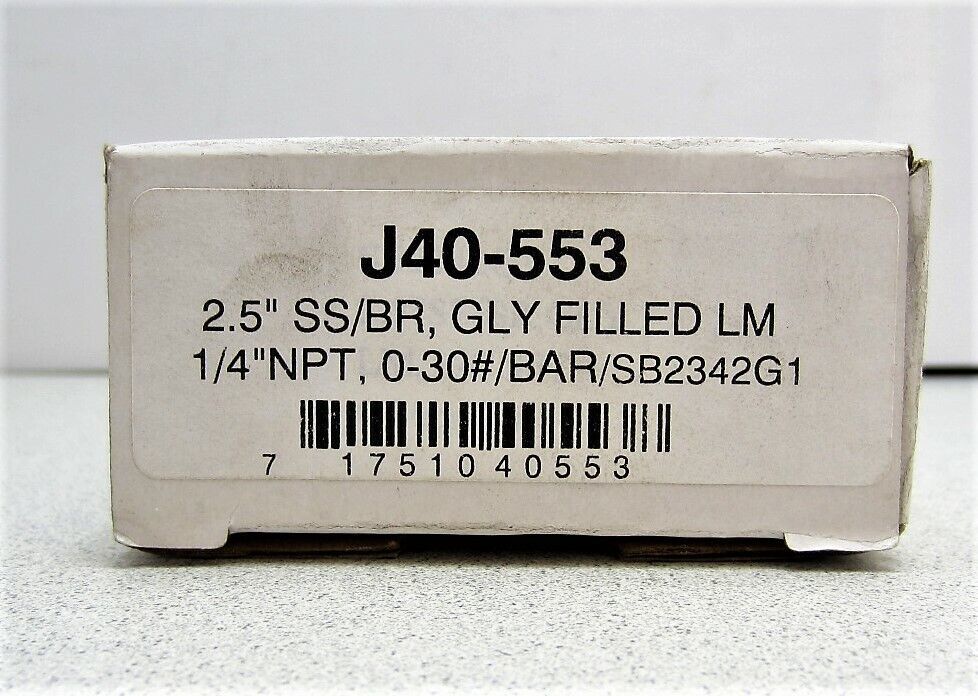 J40-553
2.5" SS/BR, GLY FILLED LM
1/4"NPT, 0-30#/BAR/SB2342G1
7 17510 40553